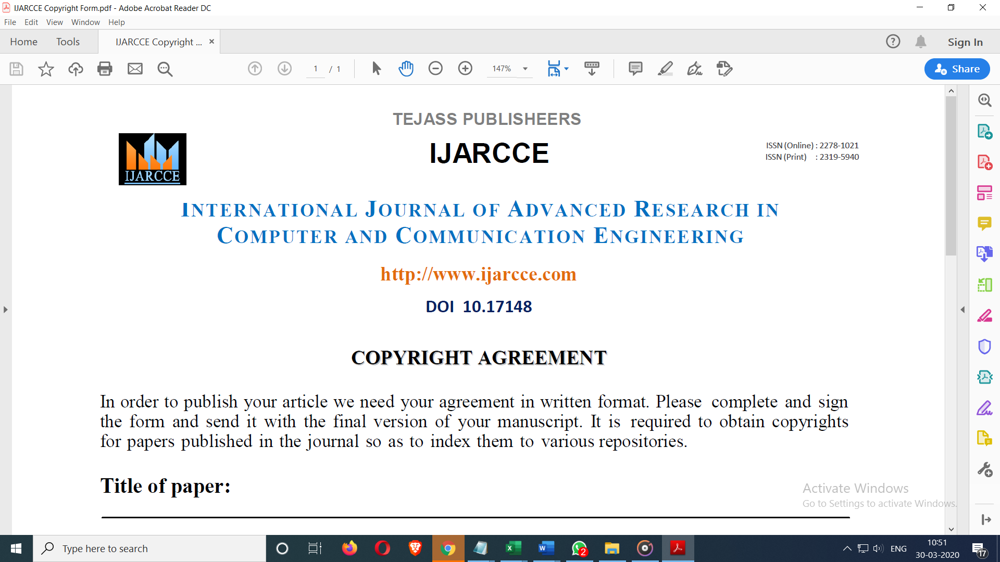 IJARCCE Copyright Form.pdf - Adobe Acrobat Reader DC
File Edit View Window Help
Home Tools IJARCCE Copyright ... × Sign In
1 / 1 147% Share
TEJASS PUBLISHEERS
IJARCCE
IJARCCE
ISSN (Online) : 2278-1021
ISSN (Print) : 2319-5940
INTERNATIONAL JOURNAL OF ADVANCED RESEARCH IN
COMPUTER AND COMMUNICATION ENGINEERING
http://www.ijarcce.com
DOI 10.17148
COPYRIGHT AGREEMENT
In order to publish your article we need your agreement in written format. Please complete and sign
the form and send it with the final version of your manuscript. It is required to obtain copyrights
for papers published in the journal so as to index them to various repositories.
Title of paper:
Activate Windows
Go to Settings to activate Windows.
Type here to search
2
ENG
10:51
30-03-2020
17